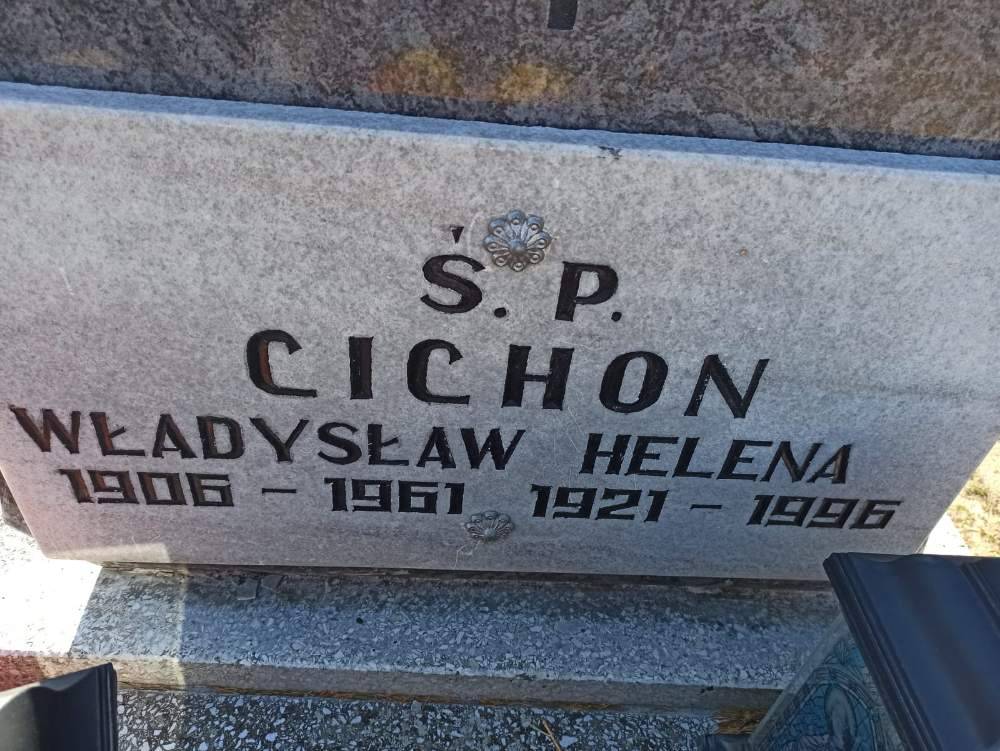 Ś. P.
CICHON
WŁADYSŁAW HELENA
1906 - 1961 1921 - 1996